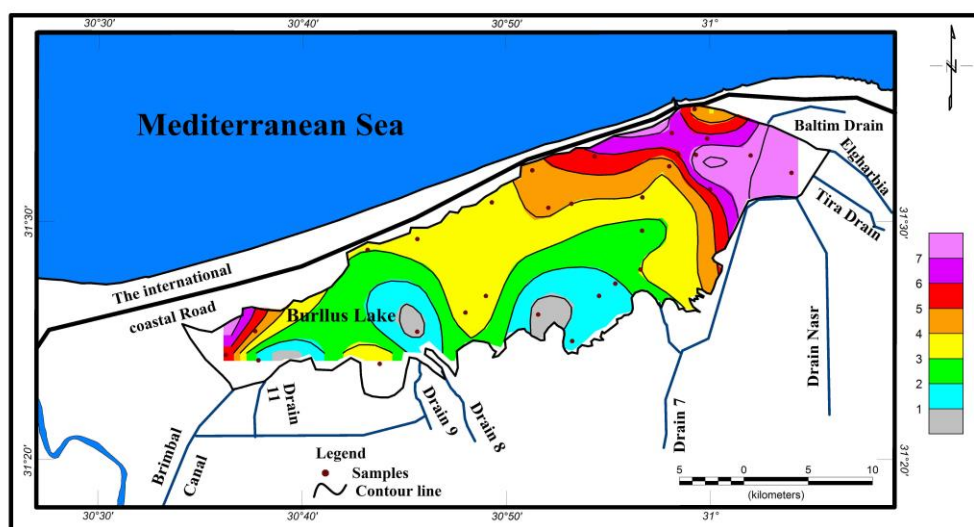 30°30'
30°40'
30°50'
31°
N
Mediterranean Sea
Baltim Drain
Elgharbia
Tira Drain
31°30'
31°30'
The international
coastal Road
Burllus Lake
7
6
5
4
3
2
1
Drain
11
Drain 9
Drain 8
Drain 7
Drain Nasr
Brimbal
Canal
31°20'
31°20'
Legend
Samples
Contour line
5 0 5 10
(kilometers)
30°30'
30°40'
30°50'
31°